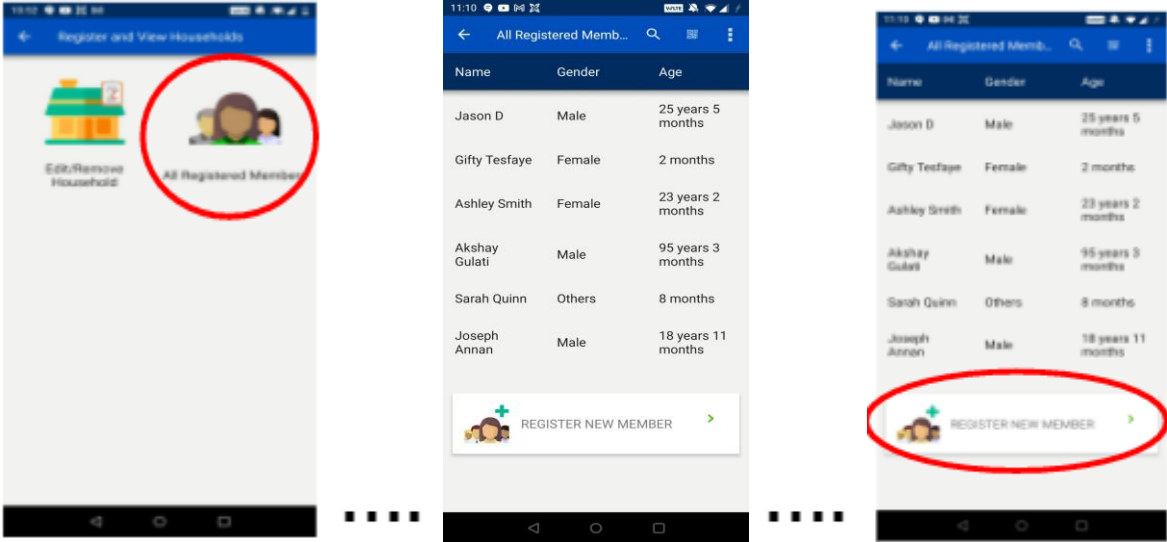 10:52
Register and View Households
Edit/Remove
Household
All Registered Member
11:10
VoLTE
All Registered Memb...
Name Gender Age
Jason D Male 25 years 5
months
Gifty Tesfaye Female 2 months
Ashley Smith Female 23 years 2
months
Akshay
Gulati Male 95 years 3
months
Sarah Quinn Others 8 months
Joseph
Annan Male 18 years 11
months
REGISTER NEW MEMBER
11:10
All Registered Memb...
Name Gender Age
Jason D Male 25 years 5
months
Gifty Tesfaye Female 2 months
Ashley Smith Female 23 years 2
months
Akshay
Gulati Male 95 years 3
months
Sarah Quinn Others 8 months
Joseph
Annan Male 18 years 11
months
REGISTER NEW MEMBER